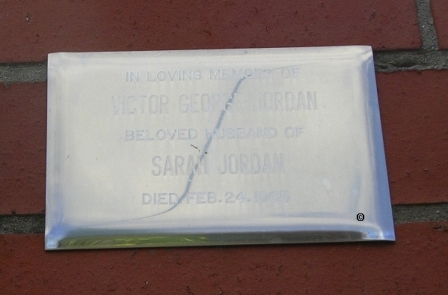 IN LOVING MEMORY OF
VICTOR GEORGE JORDAN
BELOVED HUSBAND OF
SARAH JORDAN
DIED FEB. 24.
©